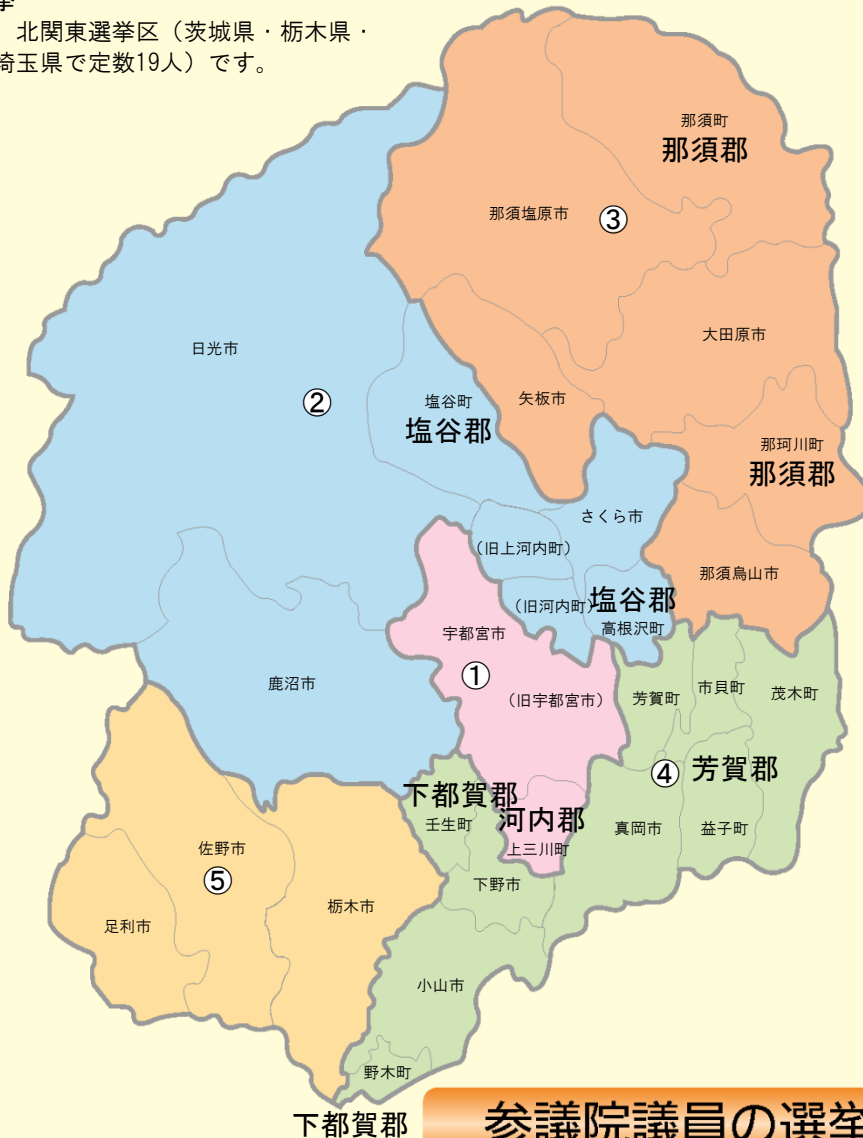 挙
北関東選挙区（茨城県・栃木県・
埼玉県で定数19人）です。
那須町
那須郡
那須塩原市
③
大田原市
日光市
②
塩谷町
塩谷郡
矢板市
那珂川町
那須郡
さくら市
（旧上河内町）
那須烏山市
（旧河内町）
塩谷郡
高根沢町
宇都宮市
①
（旧宇都宮市）
鹿沼市
芳賀町
市貝町
茂木町
④
芳賀郡
下都賀郡
壬生町
河内郡
上三川町
真岡市
益子町
佐野市
⑤
下野市
栃木市
足利市
小山市
野木町
下都賀郡
参議院議員の選挙